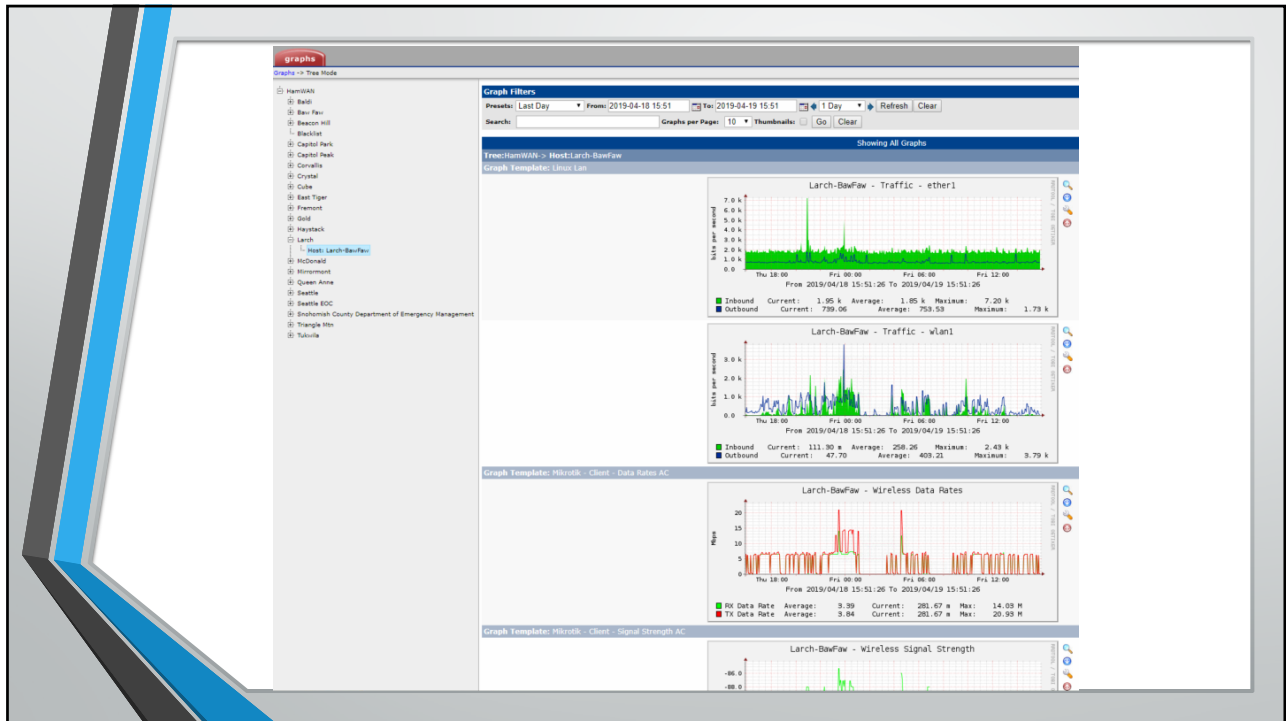 graphs
Graphs -> Tree Mode
HamWAN
Baldi
Baw Faw
Beacon Hill
Blacklist
Capitol Park
Capitol Peak
Corvallis
Crystal
Cube
East Tiger
Fremont
Gold
Haystack
Larch
Host: Larch-BawFaw
McDonald
Mirrormont
Queen Anne
Seattle
Seattle EOC
Snohomish County Department of Emergency Management
Triangle Mtn
Tukwila
Graph Filters
Presets: Last Day From: 2019-04-18 15:51 To: 2019-04-19 15:51 1 Day Refresh Clear
Search: Graphs per Page: 10 Thumbnails: Go Clear
Showing All Graphs
Tree:HamWAN-> Host:Larch-BawFaw
Graph Template: Linux Lan
Larch-BawFaw - Traffic - ether1
bits per second
7.0 k
6.0 k
5.0 k
4.0 k
3.0 k
2.0 k
1.0 k
0.0
Thu 18:00 Fri 00:00 Fri 06:00 Fri 12:00
From 2019/04/18 15:51:26 To 2019/04/19 15:51:26
Inbound Current: 1.95 k Average: 1.85 k Maximum: 7.20 k
Outbound Current: 739.06 Average: 753.53 Maximum: 1.73 k
Larch-BawFaw - Traffic - wlan1
bits per second
3.0 k
2.0 k
1.0 k
0.0
Thu 18:00 Fri 00:00 Fri 06:00 Fri 12:00
From 2019/04/18 15:51:26 To 2019/04/19 15:51:26
Inbound Current: 111.30 m Average: 258.26 Maximum: 2.43 k
Outbound Current: 47.70 Average: 403.21 Maximum: 3.79 k
Graph Template: Mikrotik - Client - Data Rates AC
Larch-BawFaw - Wireless Data Rates
Mbps
20
15
10
5
0
Thu 18:00 Fri 00:00 Fri 06:00 Fri 12:00
From 2019/04/18 15:51:26 To 2019/04/19 15:51:26
RX Data Rate Average: 3.39 Current: 281.67 m Max: 14.03 M
TX Data Rate Average: 3.84 Current: 281.67 m Max: 20.93 M
Graph Template: Mikrotik - Client - Signal Strength AC
Larch-BawFaw - Wireless Signal Strength
-86.0
-88.0